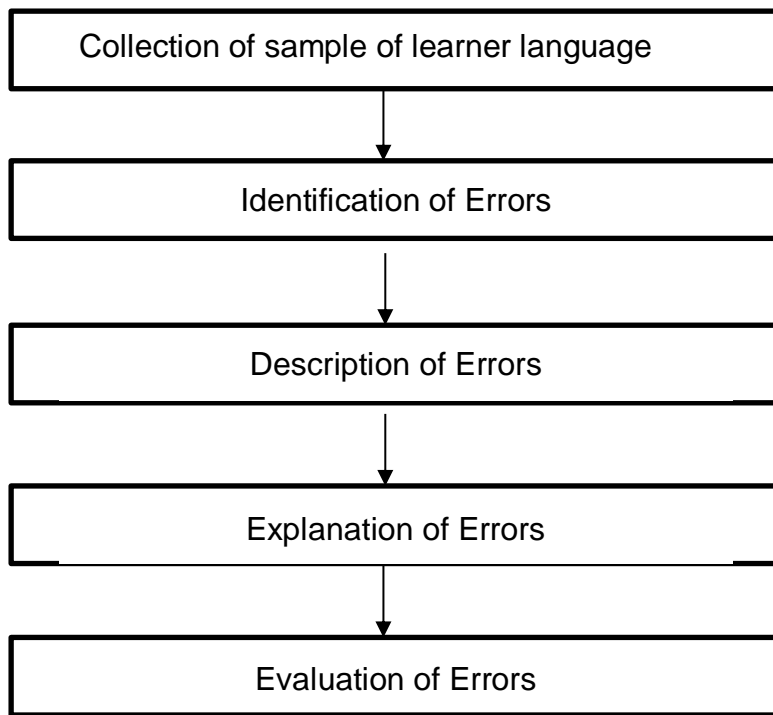 Collection of sample of learner language
Identification of Errors
Description of Errors
Explanation of Errors
Evaluation of Errors